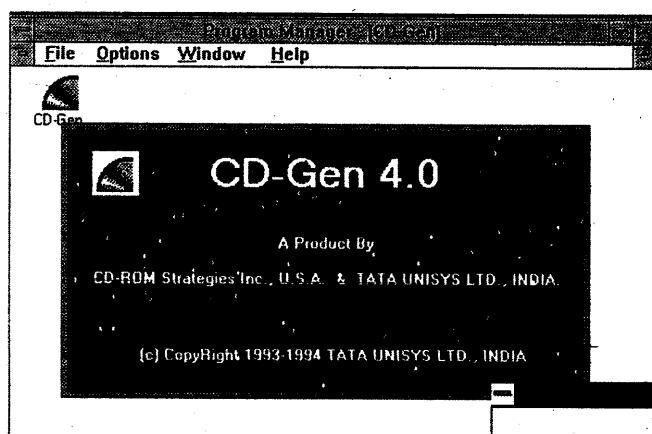 Program Manager - [CD-Gen]
File Options Window Help
CD-Gen
CD-Gen 4.0
A Product By
CD-ROM Strategies Inc., U.S.A. & TATA UNISYS LTD., INDIA.
(c) CopyRight 1993-1994 TATA UNISYS LTD., INDIA